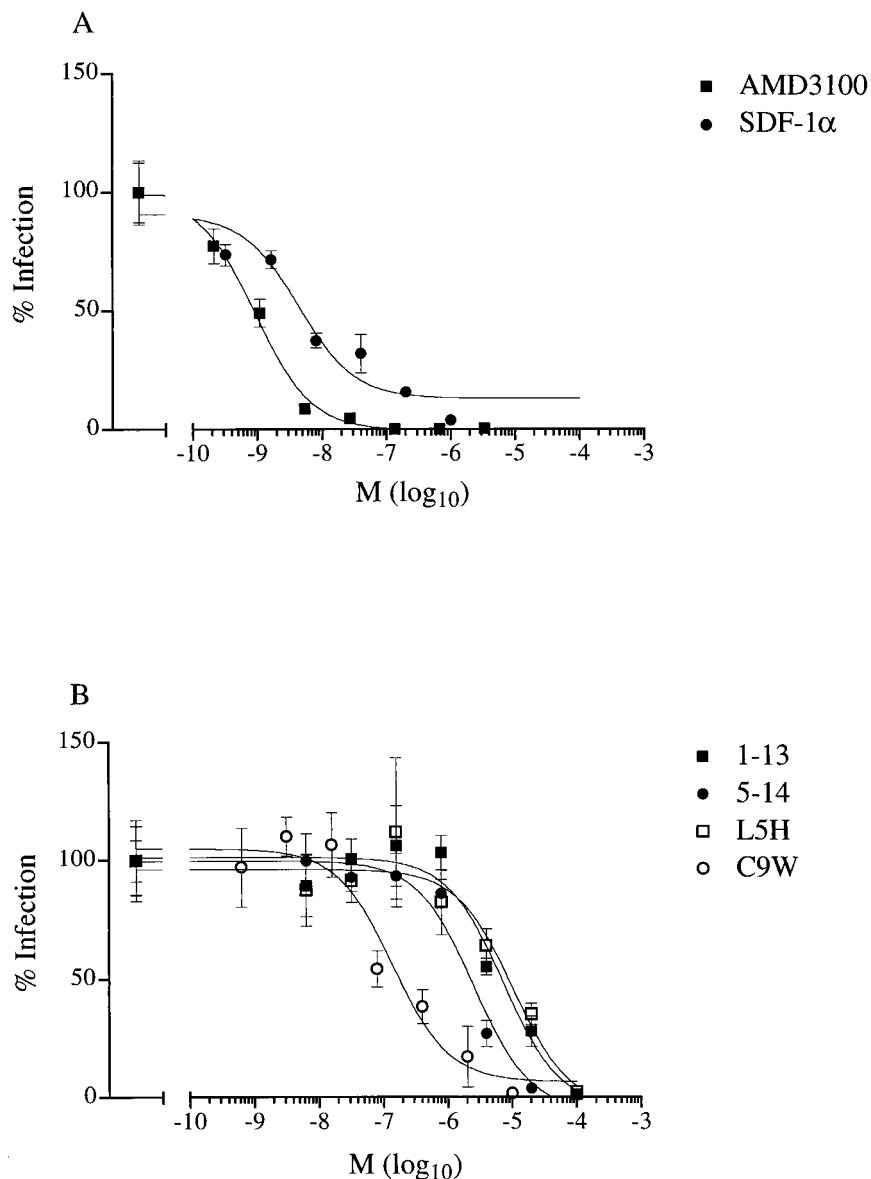 A
150
100
50
0
% Infection
-10 -9 -8 -7 -6 -5 -4 -3
M (log10)
AMD3100
SDF-1α
B
150
100
50
0
% Infection
-10 -9 -8 -7 -6 -5 -4 -3
M (log10)
1-13
5-14
L5H
C9W